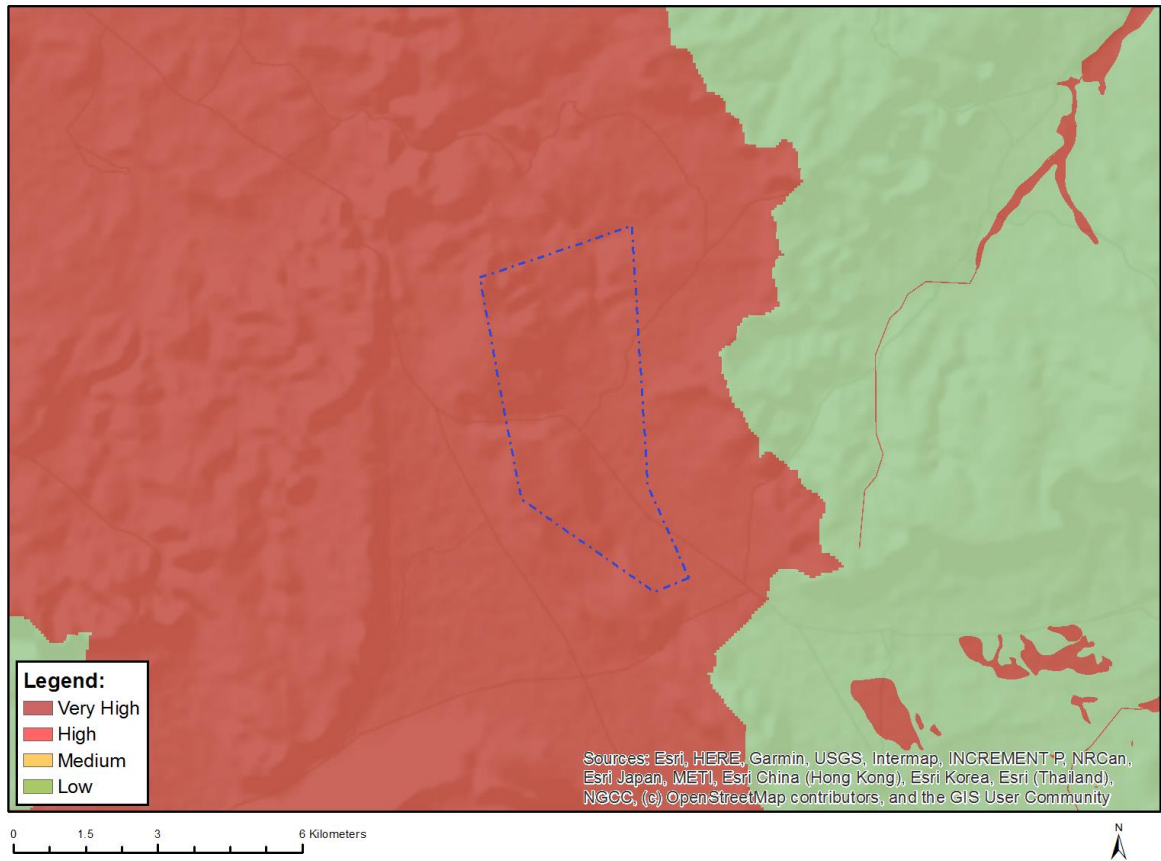 Legend:
Very High
High
Medium
Low
Sources: Esri, HERE, Garmin, USGS, Intermap, INCREMENT P, NRCan,
Esri Japan, METI, Esri China (Hong Kong), Esri Korea, Esri (Thailand),
NGCC, (c) OpenStreetMap contributors, and the GIS User Community
0 1.5 3 6 Kilometers
N